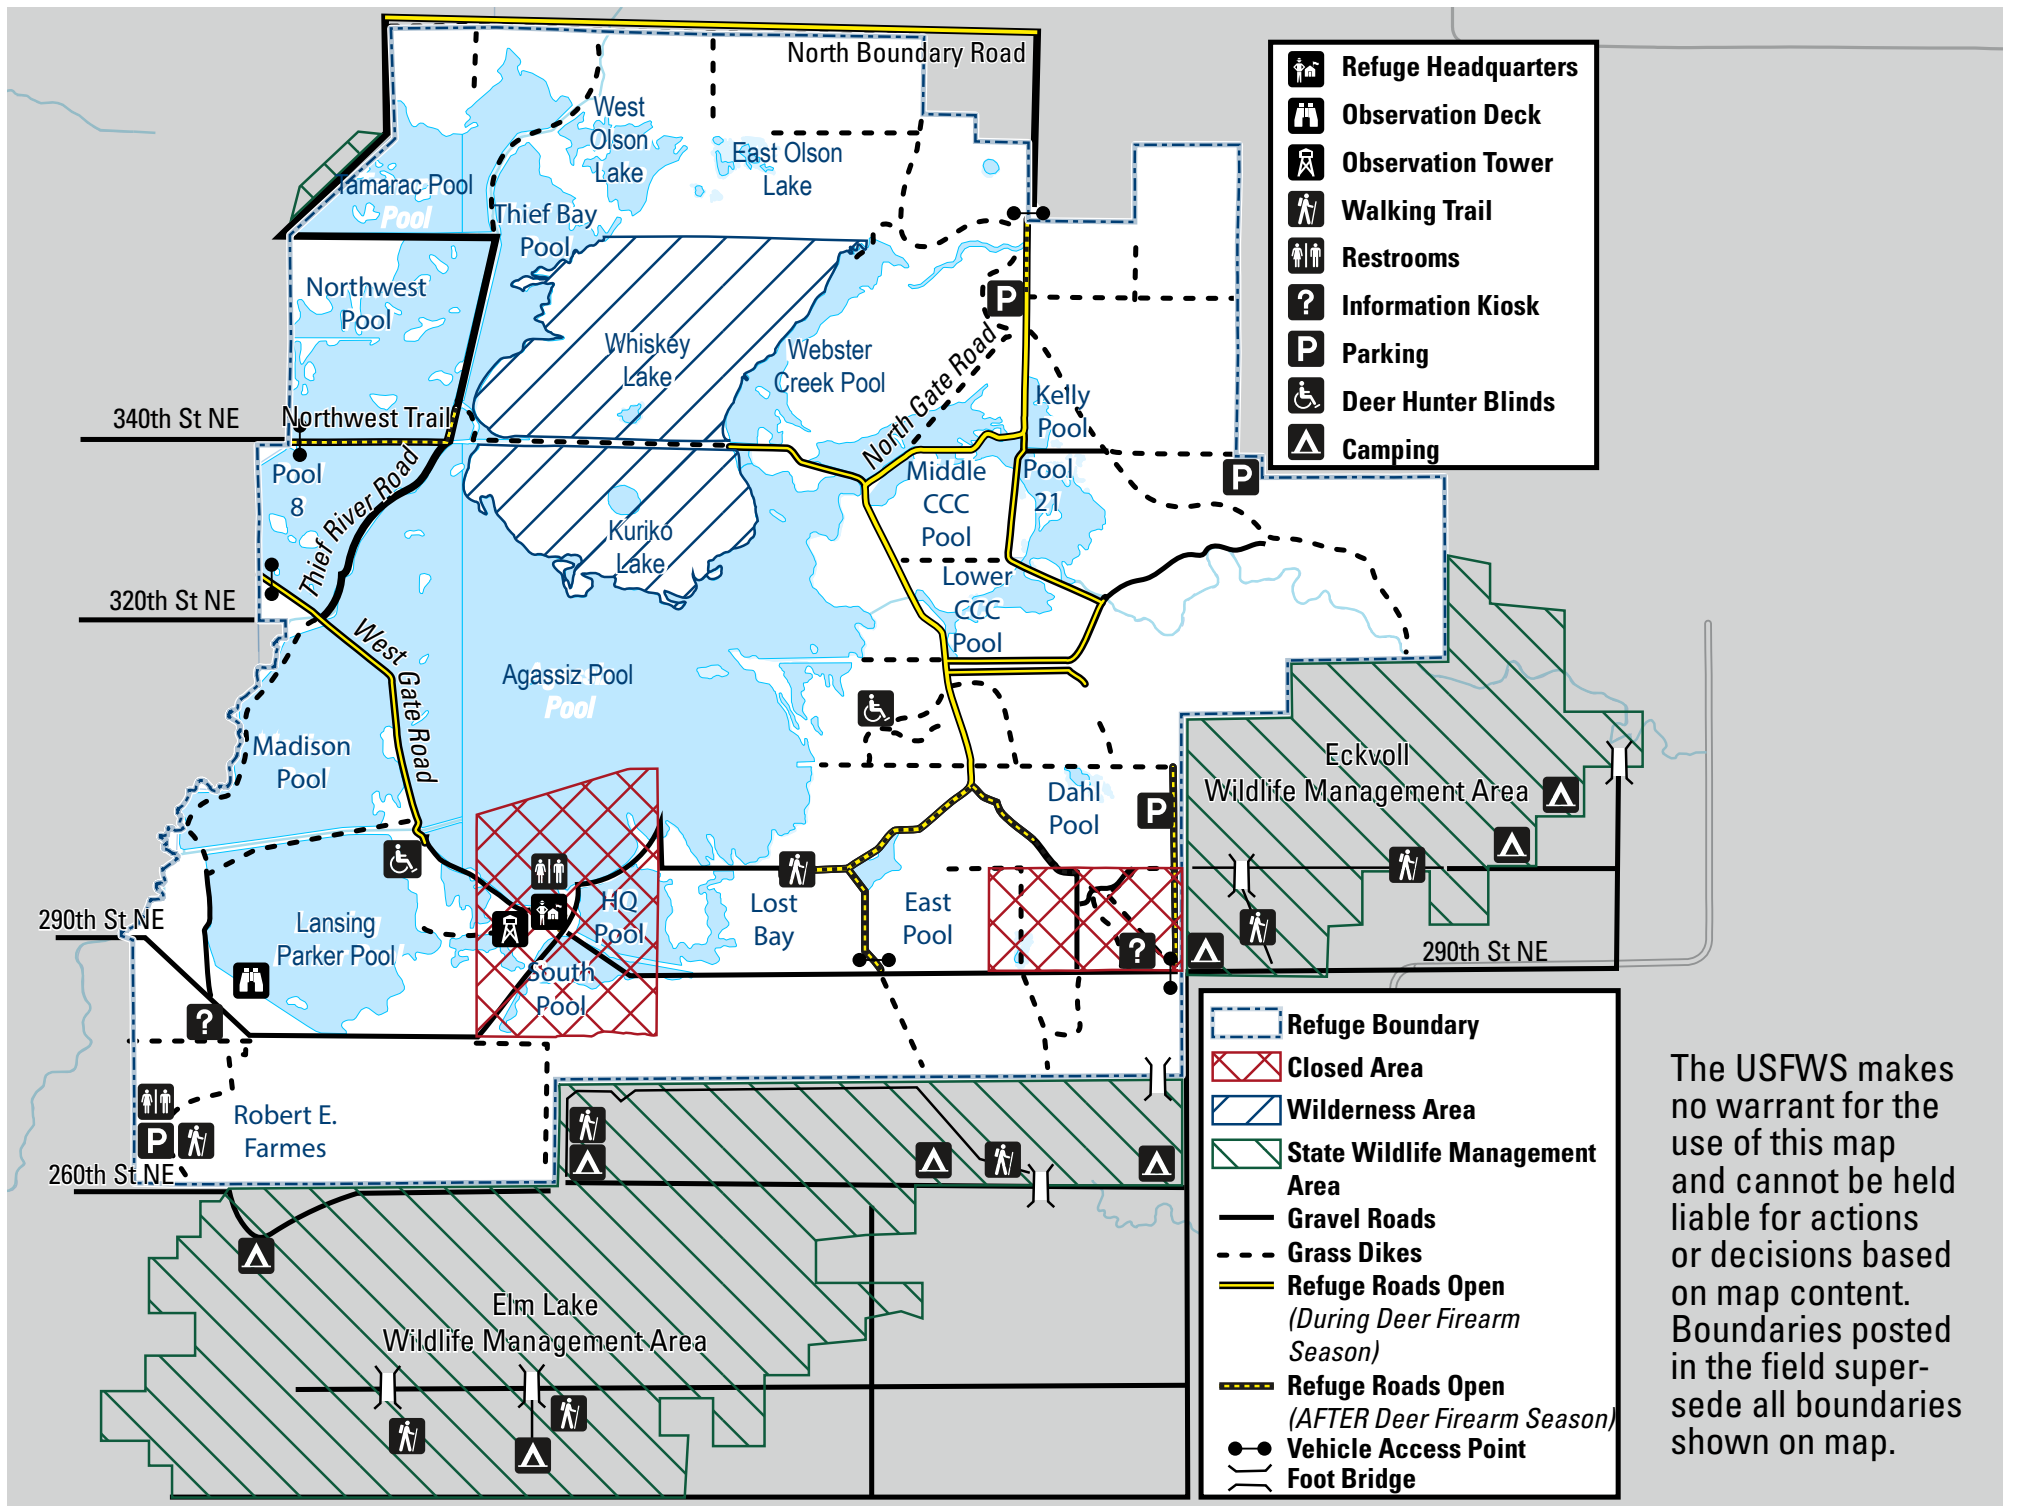 North Boundary Road
West
Olson
Lake
East Olson
Lake
Tamarac Pool
Pool
Thief Bay
Pool
Northwest
Pool
Whiskey
Lake
Webster
Creek Pool
North Gate Road
Kelly
Pool
340th St NE
Northwest Trail
Pool
8
Thief River Road
Middle
CCC
Pool
Pool
21
Kuriko
Lake
Lower
CCC
Pool
320th St NE
West Gate Road
Agassiz Pool
Pool
Madison
Pool
Eckvoll
Wildlife Management Area
Dahl
Pool
P
P
P
290th St NE
Lansing
Parker Pool
HQ
Pool
South
Pool
Lost
Bay
East
Pool
?
290th St NE
?
P
Robert E.
Farmes
260th St NE
Elm Lake
Wildlife Management Area
Refuge Headquarters
Observation Deck
Observation Tower
Walking Trail
Restrooms
? Information Kiosk
P Parking
Deer Hunter Blinds
Camping
Refuge Boundary
Closed Area
Wilderness Area
State Wildlife Management
Area
Gravel Roads
Grass Dikes
Refuge Roads Open
(During Deer Firearm
Season)
Refuge Roads Open
(AFTER Deer Firearm Season)
Vehicle Access Point
Foot Bridge
The USFWS makes
no warrant for the
use of this map
and cannot be held
liable for actions
or decisions based
on map content.
Boundaries posted
in the field super-
sede all boundaries
shown on map.